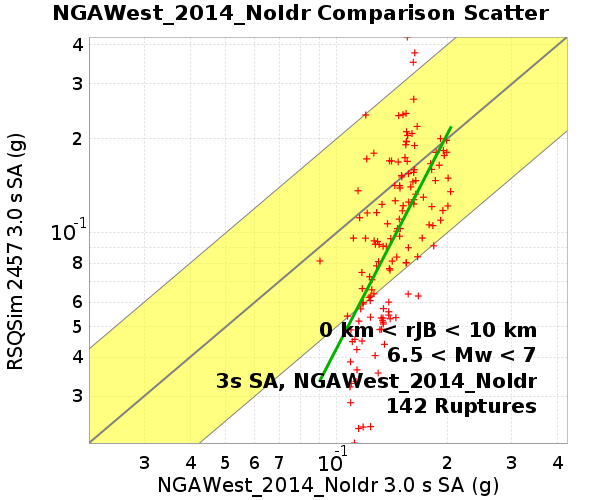 NGAWest_2014_NoIdr Comparison Scatter
RSQSim 2457 3.0 s SA (g)
4
3
2
10-1
8
6
5
4
3
0 km < rJB < 10 km
6.5 < Mw < 7
3s SA, NGAWest_2014_NoIdr
142 Ruptures
3 4 5 6 7 10-1 2 3 4
NGAWest_2014_NoIdr 3.0 s SA (g)